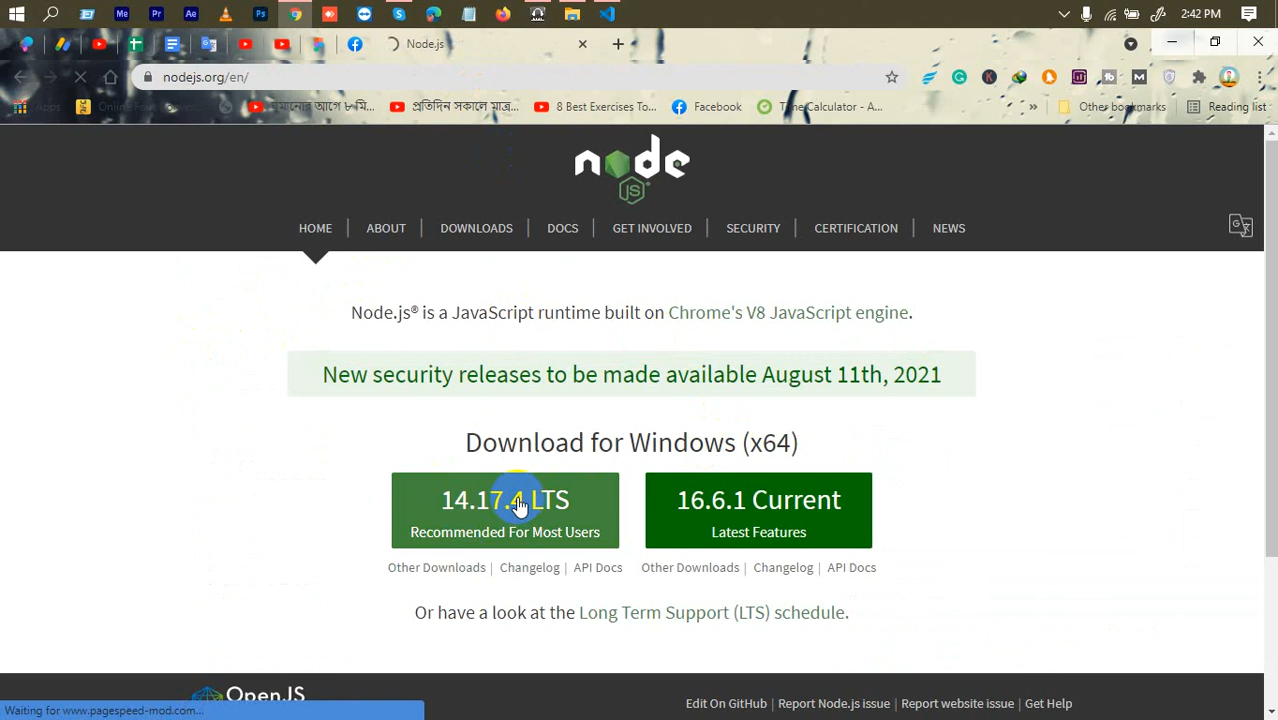 2:42 PM
Node.js
nodejs.org/en/
Apps
8 Best Exercises To...
Facebook
Other bookmarks
Reading list
node
JS
HOME
ABOUT
DOWNLOADS
DOCS
GET INVOLVED
SECURITY
CERTIFICATION
NEWS
Node.js® is a JavaScript runtime built on Chrome's V8 JavaScript engine.
New security releases to be made available August 11th, 2021
Download for Windows (x64)
14.17.4 LTS
Recommended For Most Users
16.6.1 Current
Latest Features
Other Downloads | Changelog | API Docs
Other Downloads | Changelog | API Docs
Or have a look at the Long Term Support (LTS) schedule.
OpenJS
Edit On GitHub | Report Node.js issue | Report website issue | Get Help
Waiting for www.pagespeed-mod.com...